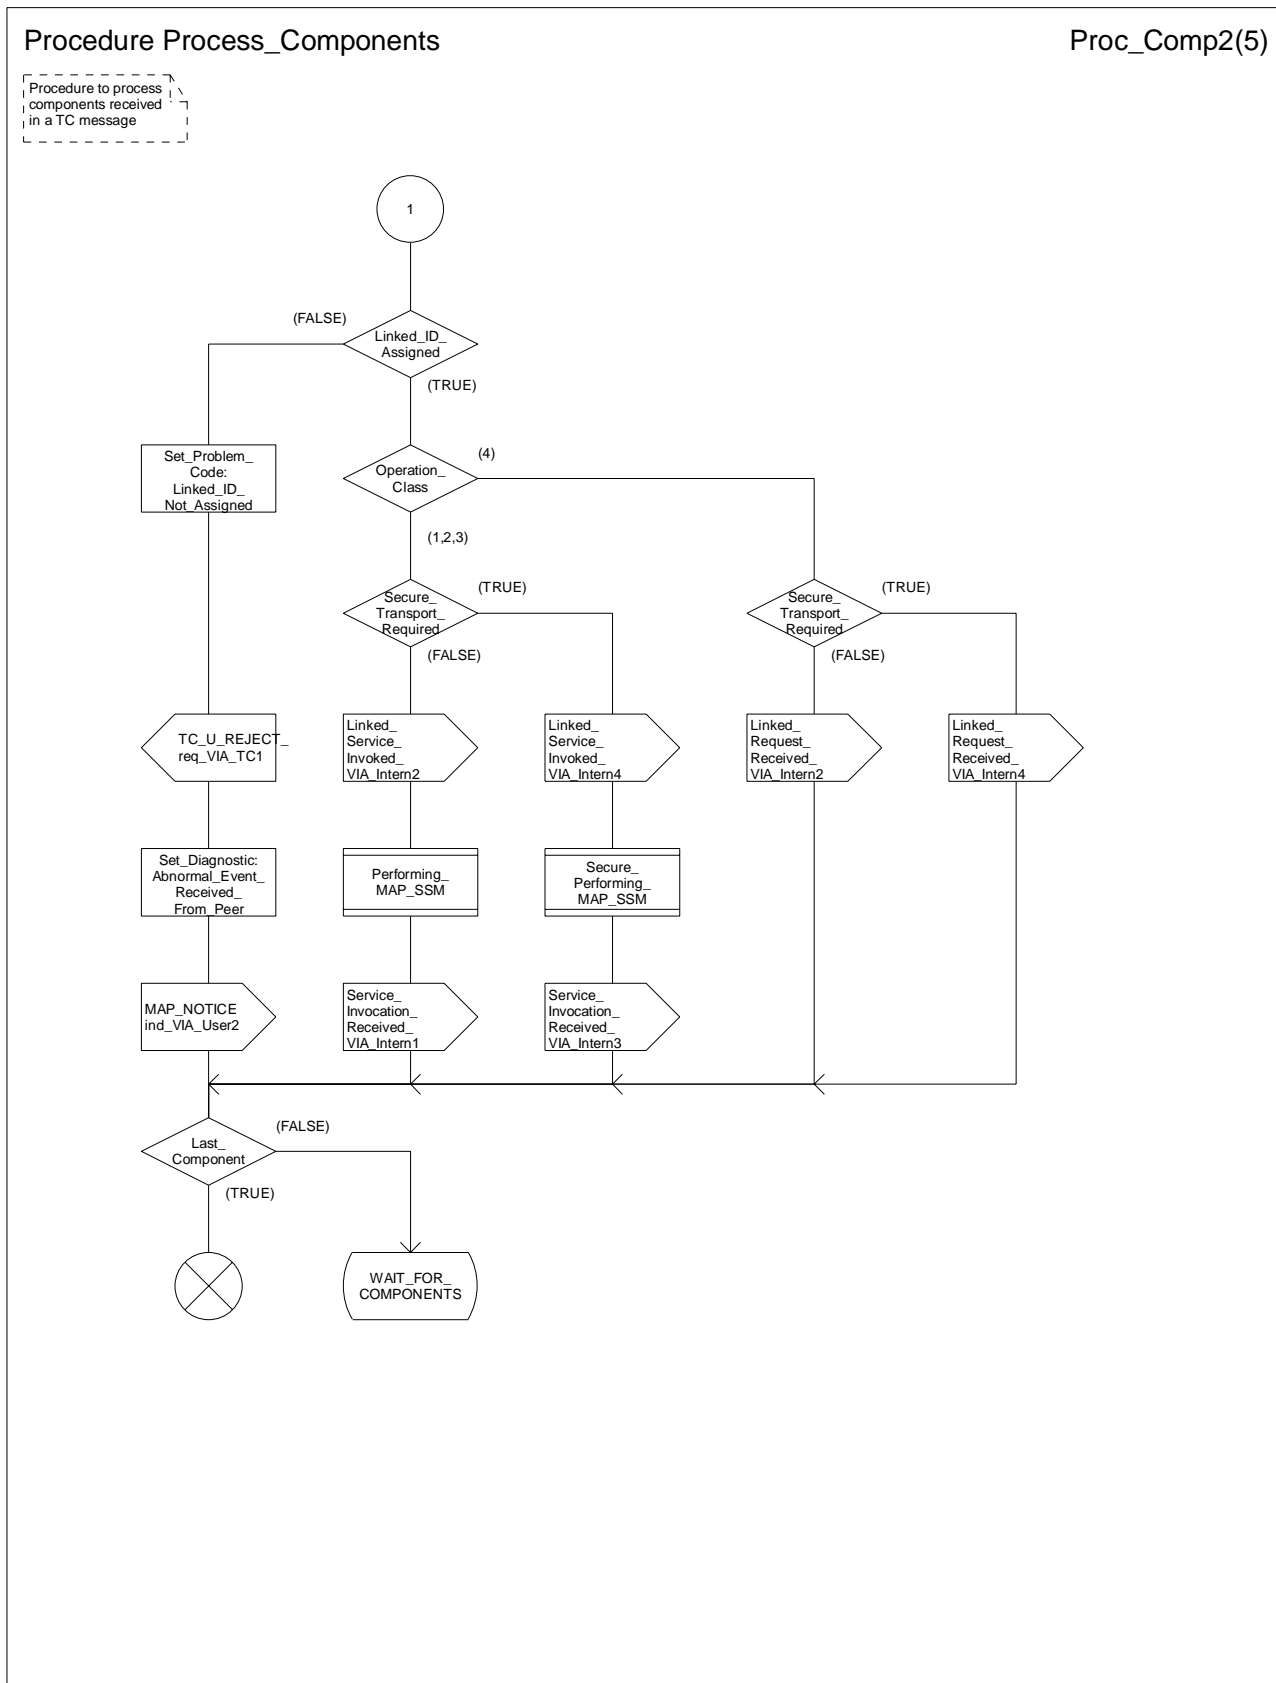 Procedure Process_Components
Proc_Comp2(5)
Procedure to process
components received
in a TC message
1
(FALSE)
Linked_ID_
Assigned
(TRUE)
Set_Problem_
Code:
Linked_ID_
Not_Assigned
Operation_
Class
(4)
(1,2,3)
Secure_
Transport_
Required
(TRUE)
(FALSE)
Secure_
Transport_
Required
(TRUE)
(FALSE)
TC_U_REJECT_
req_VIA_TC1
Linked_
Service_
Invoked_
VIA_Intern2
Linked_
Service_
Invoked_
VIA_Intern4
Linked_
Request_
Received_
VIA_Intern2
Linked_
Request_
Received_
VIA_Intern4
Set_Diagnostic:
Abnormal_Event_
Received_
From_Peer
Performing_
MAP_SSM
Secure_
Performing_
MAP_SSM
MAP_NOTICE
ind_VIA_User2
Service_
Invocation_
Received_
VIA_Intern1
Service_
Invocation_
Received_
VIA_Intern3
Last_
Component
(FALSE)
(TRUE)
WAIT_FOR_
COMPONENTS